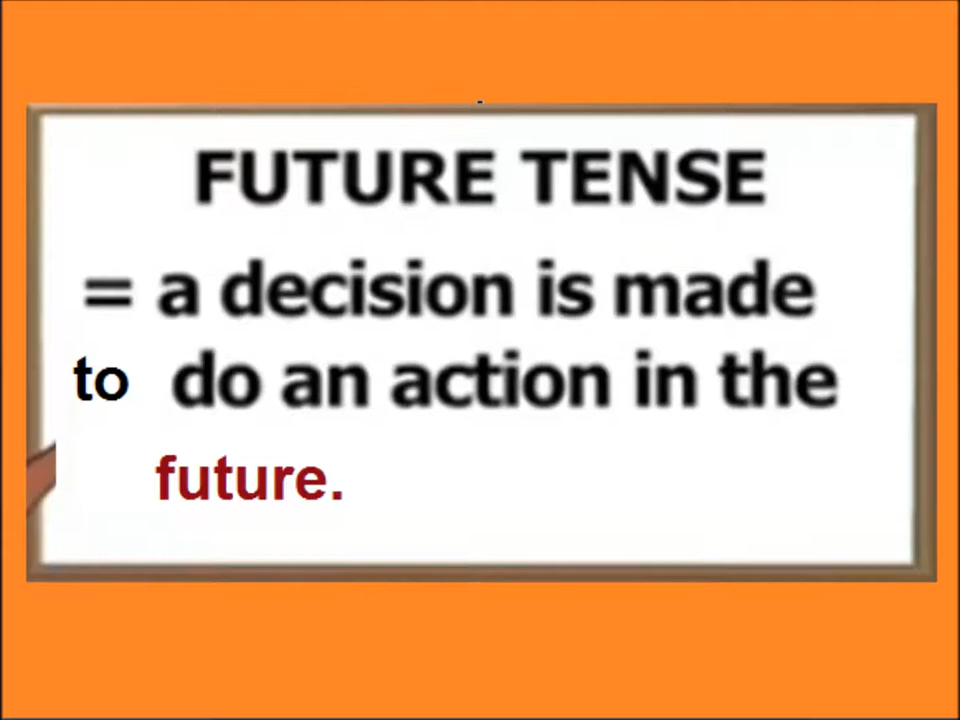 FUTURE TENSE
= a decision is made
to do an action in the
future.